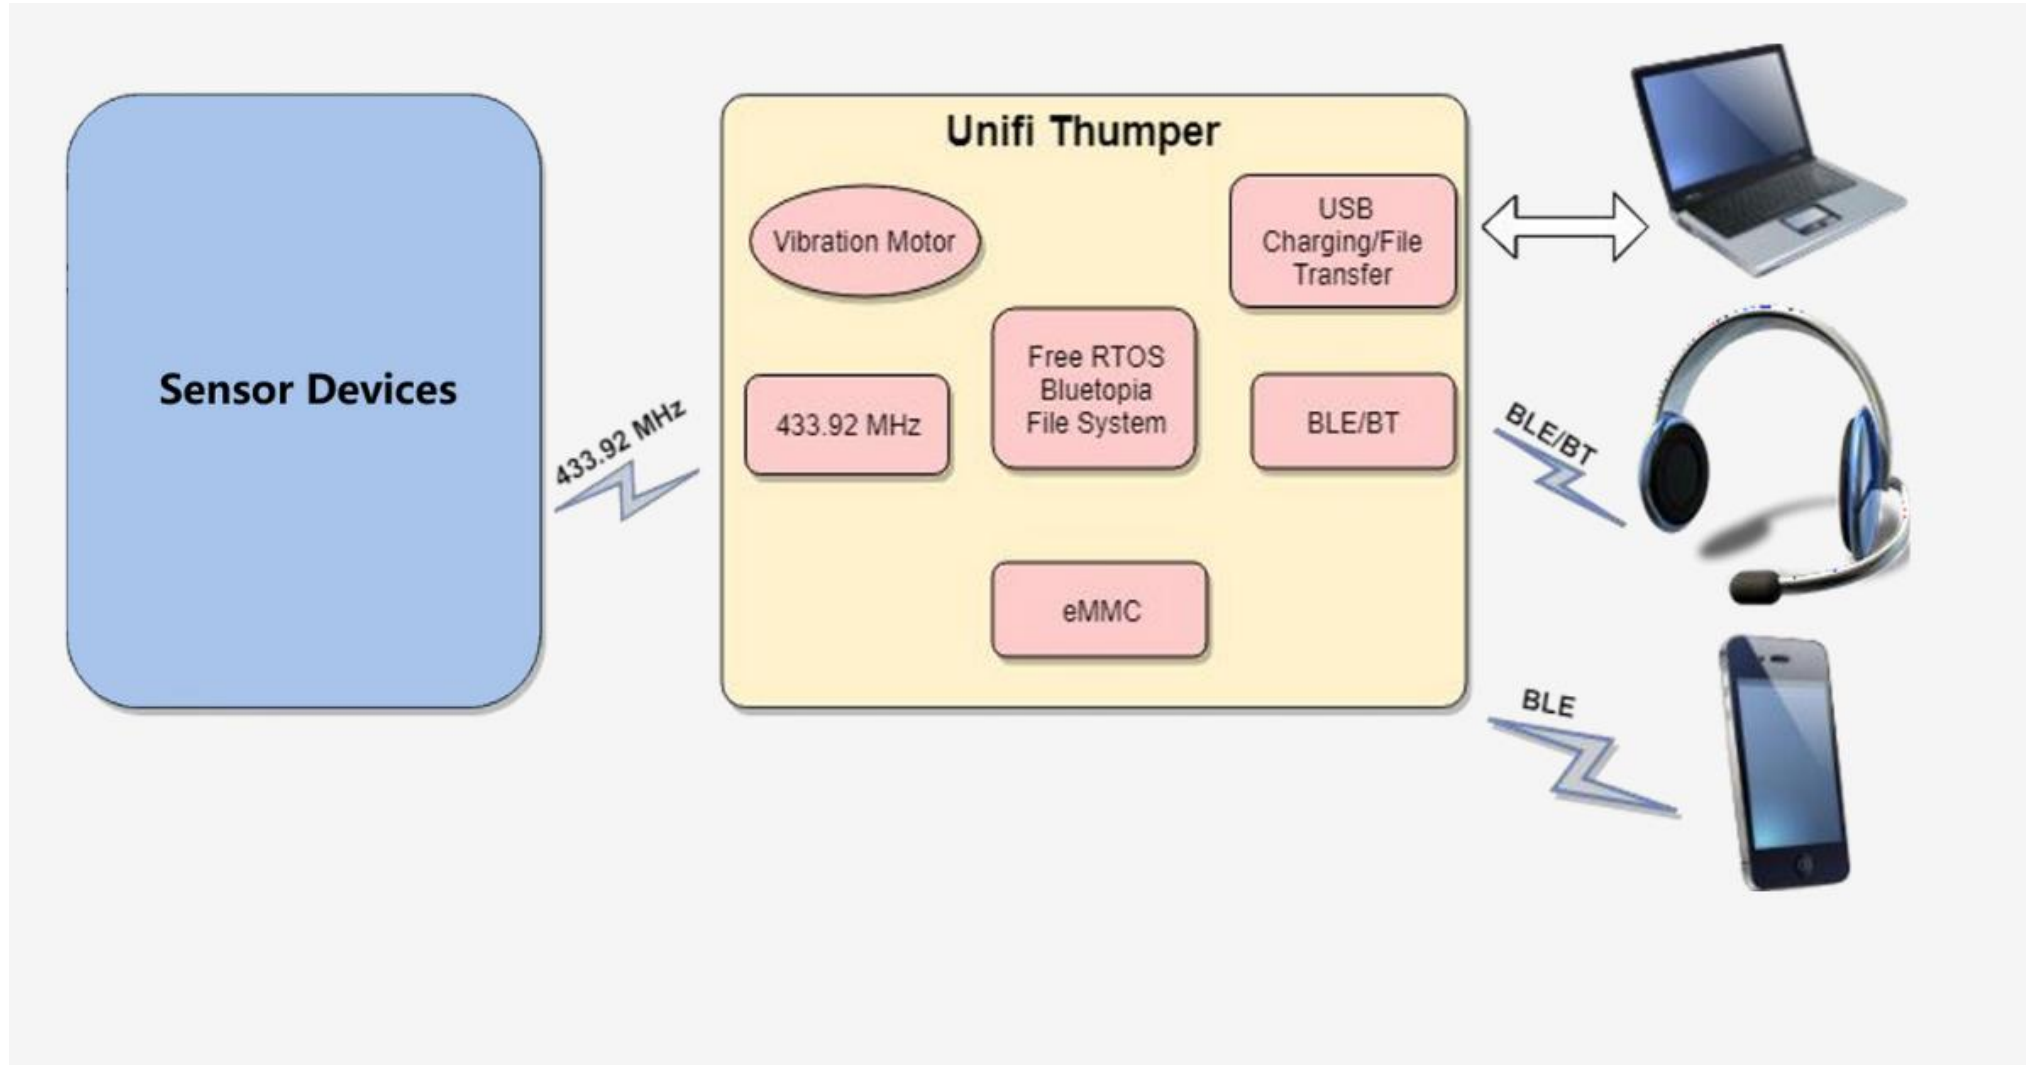 Sensor Devices
433.92 MHz
Unifi Thumper
Vibration Motor
USB
Charging/File
Transfer
Free RTOS
Bluetopia
File System
433.92 MHz
BLE/BT
eMMC
BLE/BT
BLE